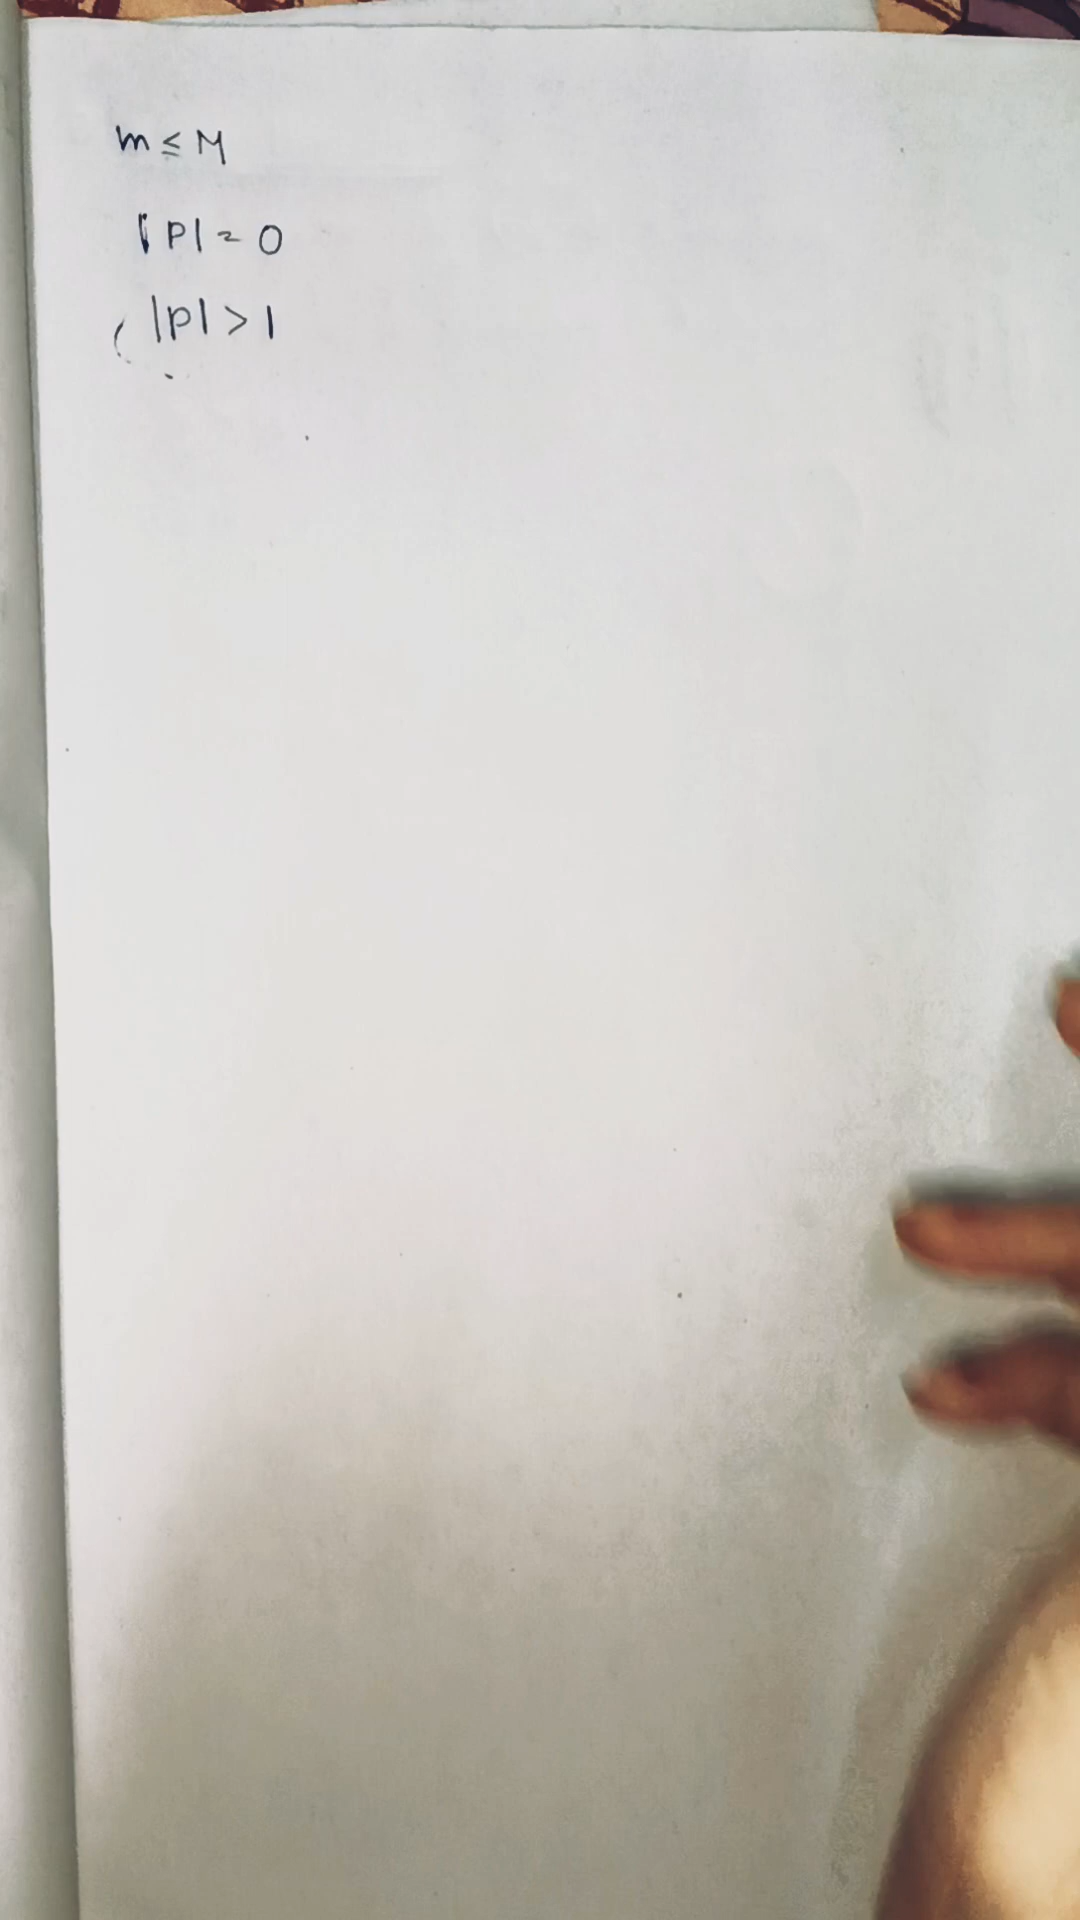 m ≤ M
|P| = 0
|P| > 1